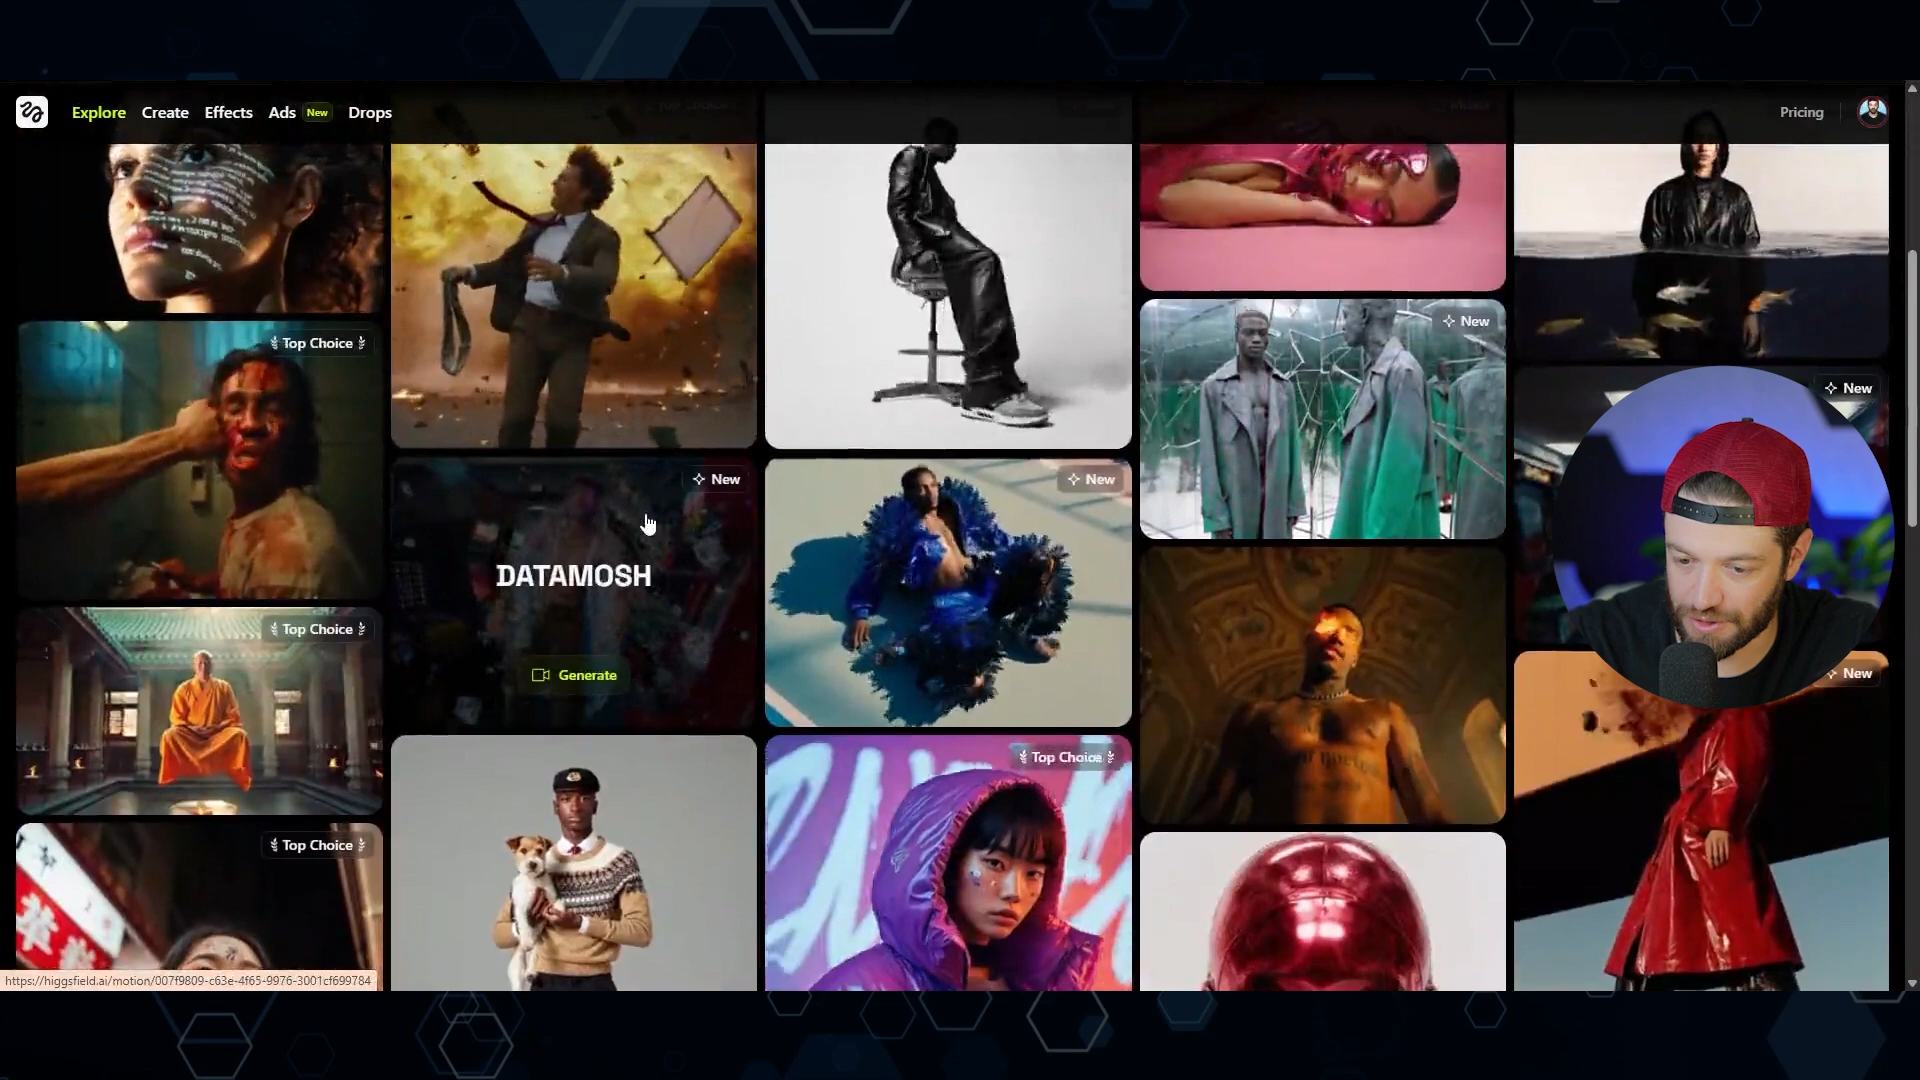 Explore Create Effects Ads New Drops
Pricing
Top Choice
New
New
New
New
DATAMOSH
Generate
Top Choice
Top Choice
New
Top Choice
https://higgsfield.ai/motion/007f9809-c63e-4f65-9976-3001cf699784